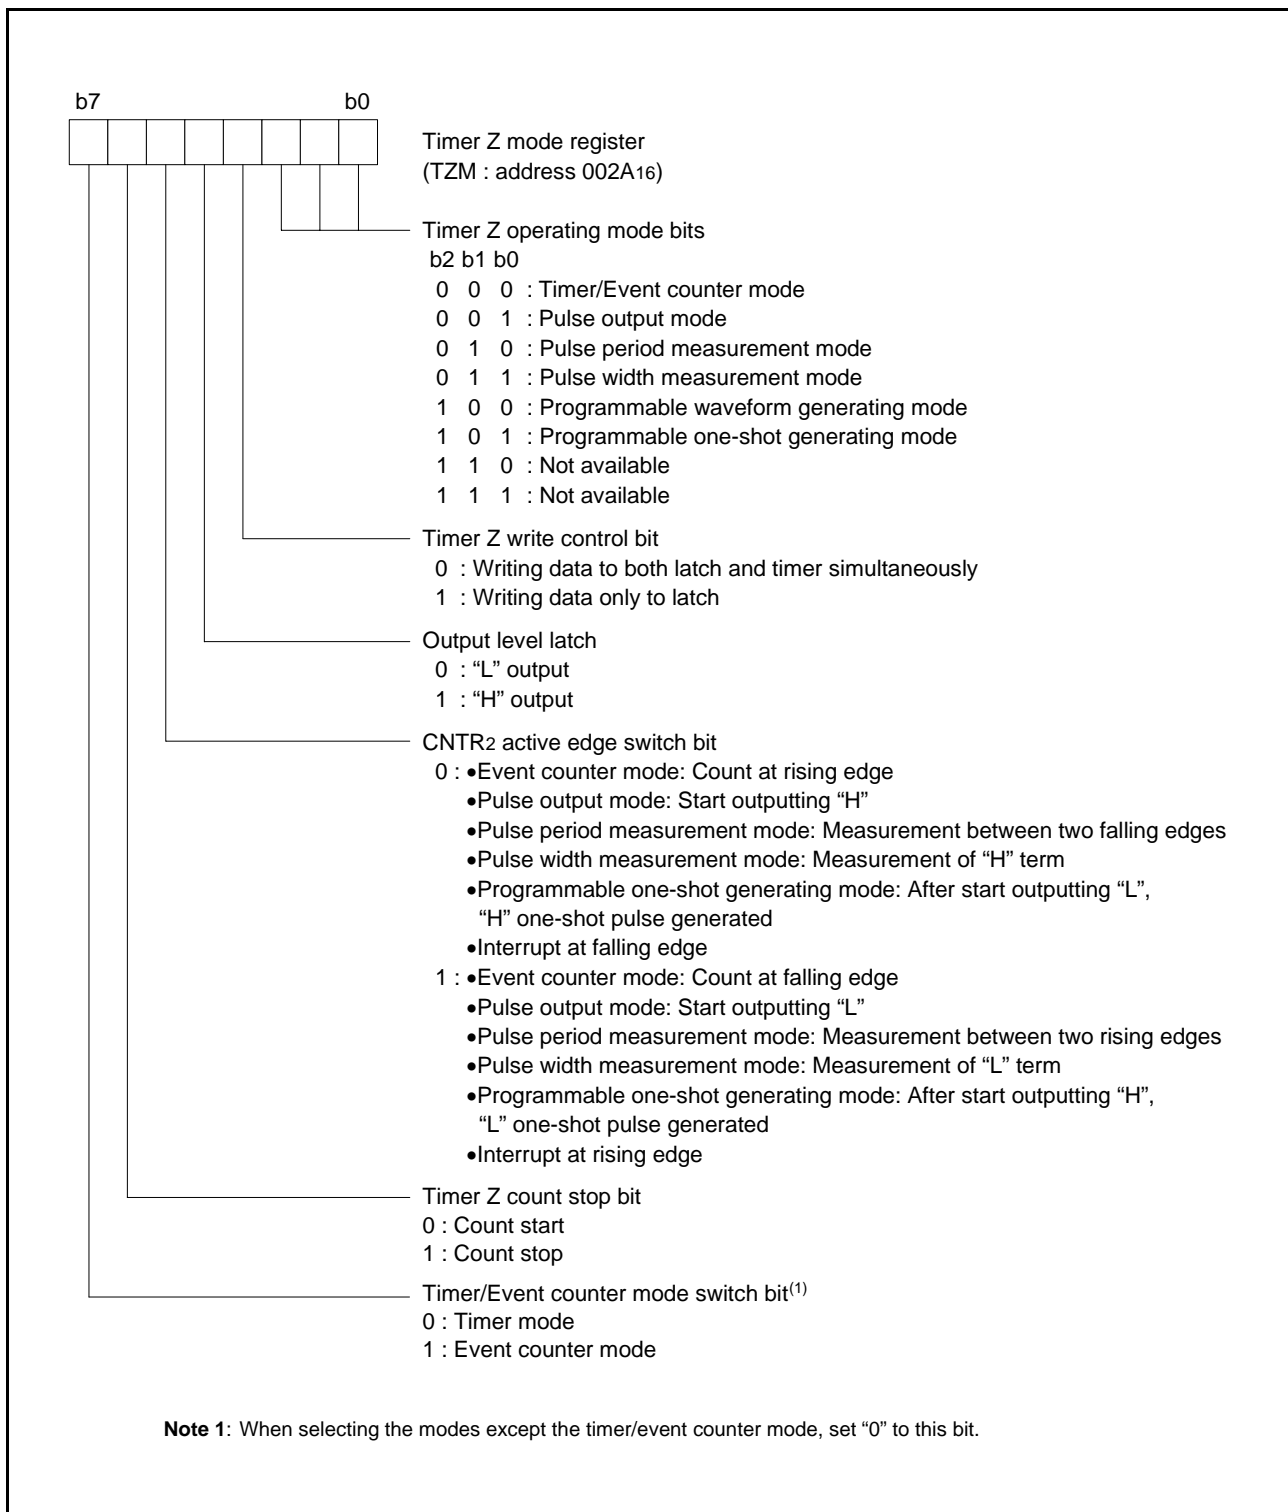 b7 b0
Timer Z mode register
(TZM : address 002A16)
Timer Z operating mode bits
b2 b1 b0
0 0 0 : Timer/Event counter mode
0 0 1 : Pulse output mode
0 1 0 : Pulse period measurement mode
0 1 1 : Pulse width measurement mode
1 0 0 : Programmable waveform generating mode
1 0 1 : Programmable one-shot generating mode
1 1 0 : Not available
1 1 1 : Not available
Timer Z write control bit
0 : Writing data to both latch and timer simultaneously
1 : Writing data only to latch
Output level latch
0 : “L” output
1 : “H” output
CNTR2 active edge switch bit
0 : •Event counter mode: Count at rising edge
•Pulse output mode: Start outputting “H”
•Pulse period measurement mode: Measurement between two falling edges
•Pulse width measurement mode: Measurement of “H” term
•Programmable one-shot generating mode: After start outputting “L”,
“H” one-shot pulse generated
•Interrupt at falling edge
1 : •Event counter mode: Count at falling edge
•Pulse output mode: Start outputting “L”
•Pulse period measurement mode: Measurement between two rising edges
•Pulse width measurement mode: Measurement of “L” term
•Programmable one-shot generating mode: After start outputting “H”,
“L” one-shot pulse generated
•Interrupt at rising edge
Timer Z count stop bit
0 : Count start
1 : Count stop
Timer/Event counter mode switch bit(1)
0 : Timer mode
1 : Event counter mode
Note 1: When selecting the modes except the timer/event counter mode, set “0” to this bit.